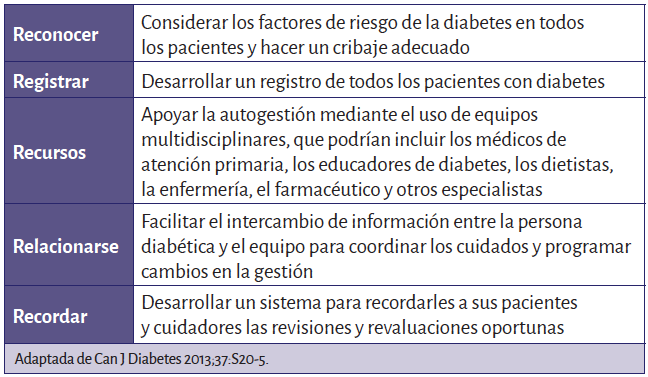 Reconocer
Considerar los factores de riesgo de la diabetes en todos
los pacientes y hacer un cribaje adecuado
Registrar
Desarrollar un registro de todos los pacientes con diabetes
Recursos
Apoyar la autogestión mediante el uso de equipos
multidisciplinares, que podrían incluir los médicos de
atención primaria, los educadores de diabetes, los dietistas,
la enfermería, el farmacéutico y otros especialistas
Relacionarse
Facilitar el intercambio de información entre la persona
diabética y el equipo para coordinar los cuidados y programar
cambios en la gestión
Recordar
Desarrollar un sistema para recordarles a sus pacientes
y cuidadores las revisiones y revaluaciones oportunas
Adaptada de Can J Diabetes 2013;37:S20-5.